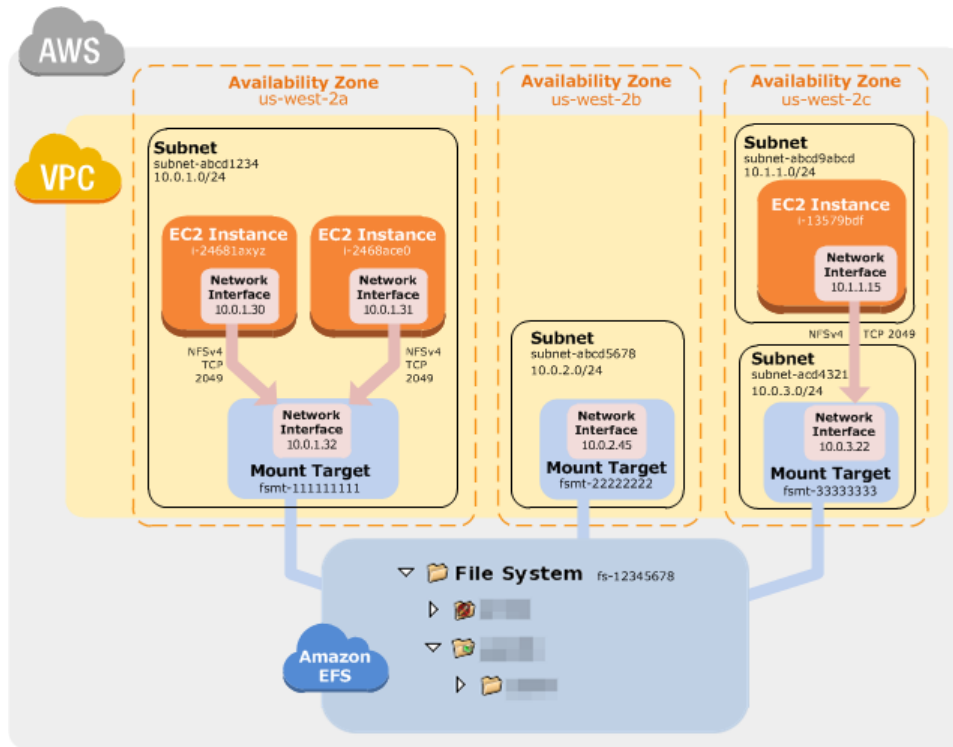 AWS
Availability Zone
us-west-2a
Availability Zone
us-west-2b
Availability Zone
us-west-2c
VPC
Subnet
subnet-abcd1234
10.0.1.0/24
EC2 Instance
i-24681axyz
Network
Interface
10.0.1.30
EC2 Instance
i-2468ace0
Network
Interface
10.0.1.31
NFSv4
TCP
2049
NFSv4
TCP
2049
Network
Interface
10.0.1.32
Mount Target
fsmt-111111111
Subnet
subnet-abcd5678
10.0.2.0/24
Network
Interface
10.0.2.45
Mount Target
fsmt-22222222
Subnet
subnet-abcd9abcd
10.1.1.0/24
EC2 Instance
i-13579bdf
Network
Interface
10.1.1.15
NFSv4 TCP 2049
Subnet
subnet-acd4321
10.0.3.0/24
Network
Interface
10.0.3.22
Mount Target
fsmt-33333333
File System fs-12345678
Amazon
EFS